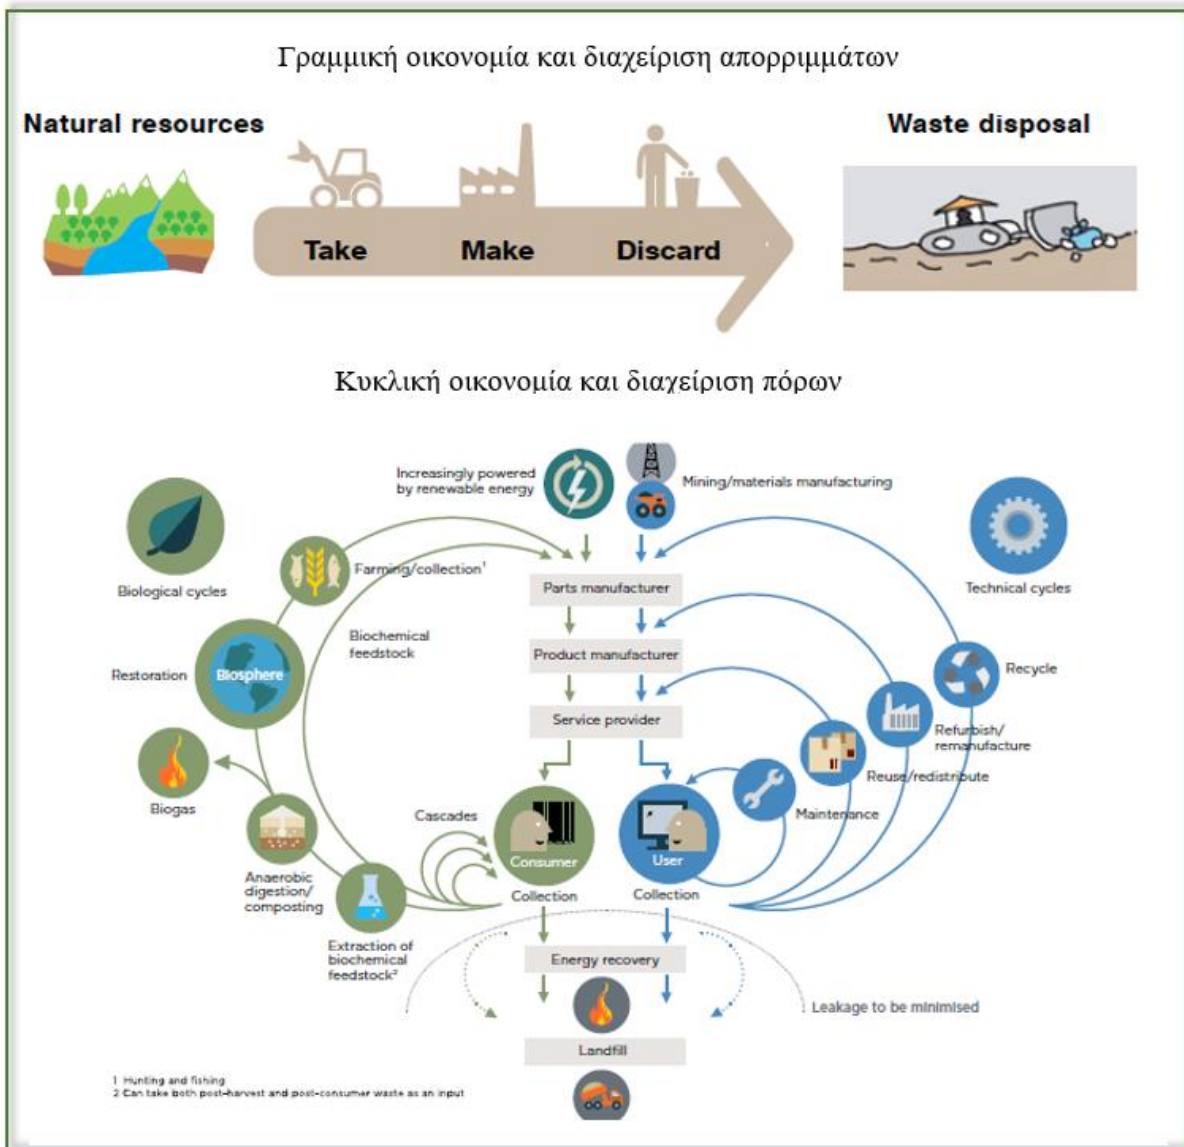 Γραμμική οικονομία και διαχείριση απορριμμάτων
Natural resources
Waste disposal
Take
Make
Discard
Κυκλική οικονομία και διαχείριση πόρων
Increasingly powered
by renewable energy
Mining/materials manufacturing
Biological cycles
Farming/collection¹
Parts manufacturer
Technical cycles
Biochemical
feedstock
Product manufacturer
Restoration
Biosphere
Recycle
Service provider
Refurbish/
remanufacture
Biogas
Reuse/redistribute
Cascades
Maintenance
Consumer
User
Anaerobic
digestion/
composting
Collection
Collection
Extraction of
biochemical
feedstock²
Energy recovery
Leakage to be minimised
Landfill
1 Hunting and fishing
2 Can take both post-harvest and post-consumer waste as an input